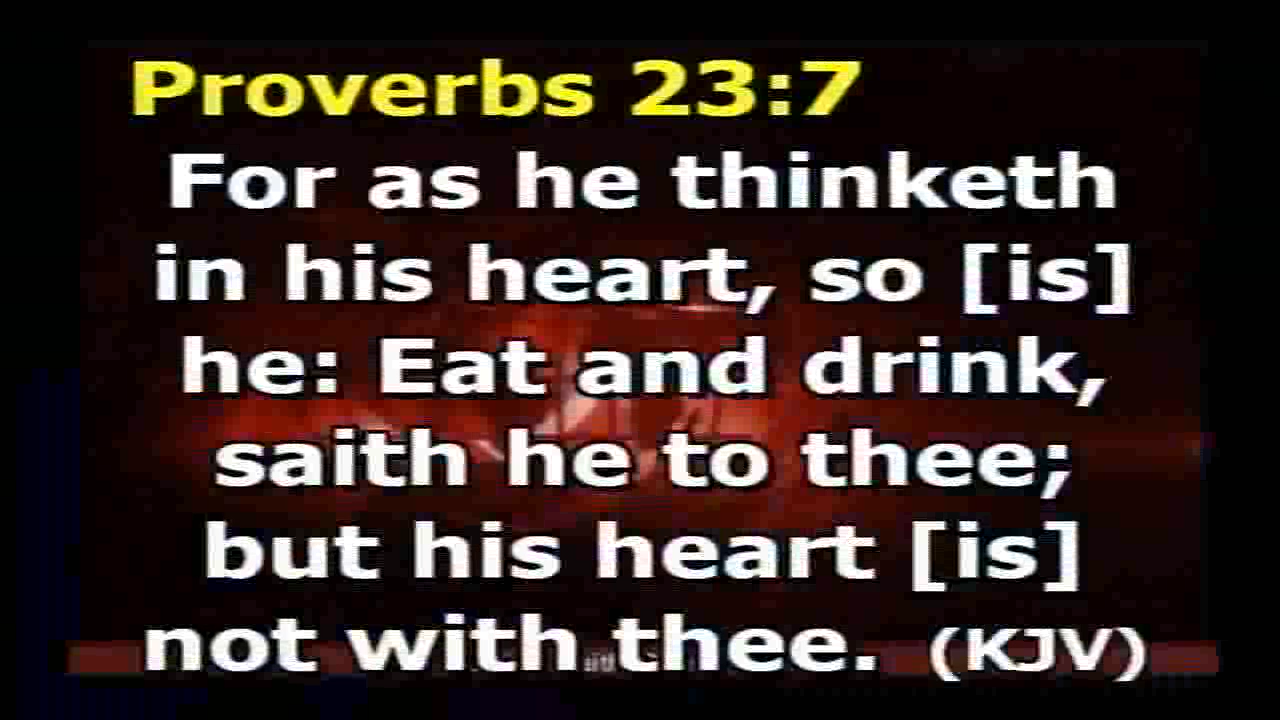 Proverbs 23:7
For as he thinketh
in his heart, so [is]
he: Eat and drink,
saith he to thee;
but his heart [is]
not with thee. (KJV)